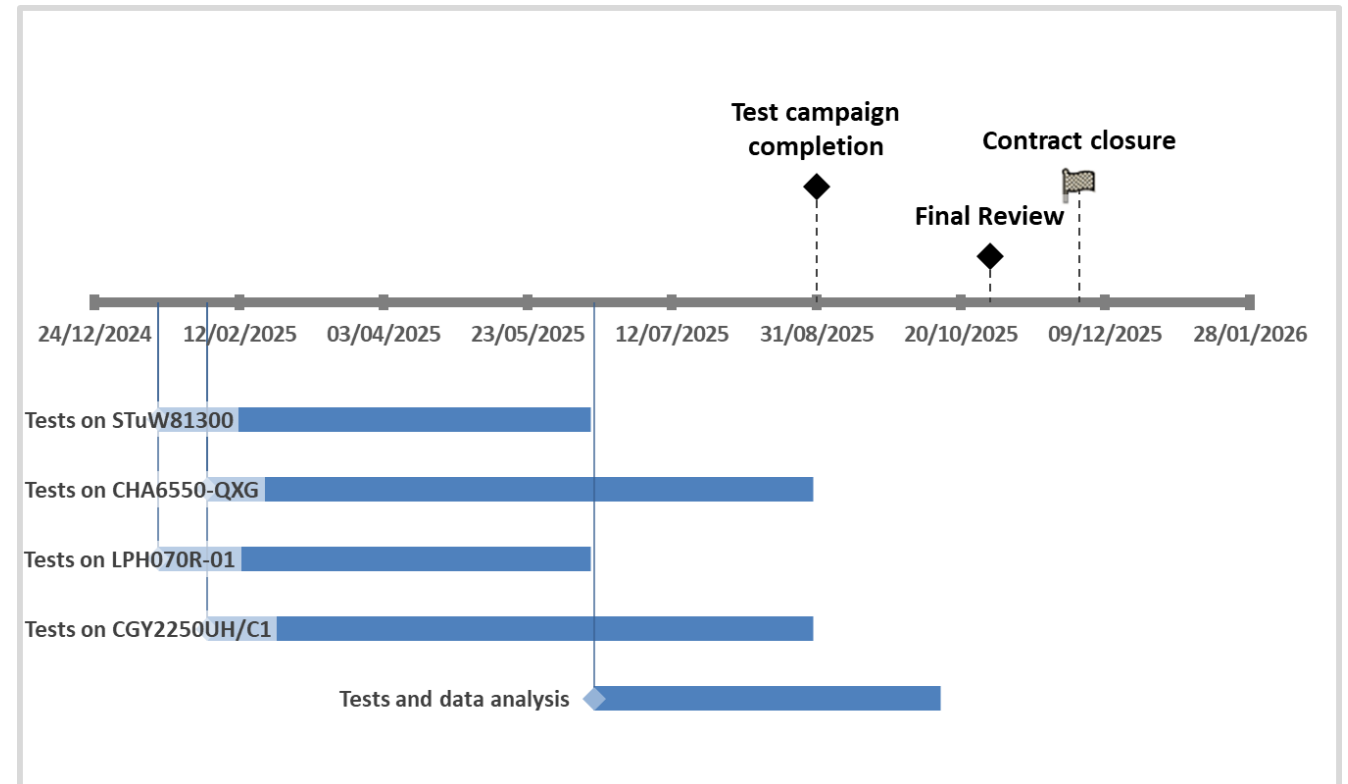 Test campaign
completion
Contract closure
Final Review
24/12/2024 12/02/2025 03/04/2025 23/05/2025 12/07/2025 31/08/2025 20/10/2025 09/12/2025 28/01/2026
Tests on STuW81300
Tests on CHA6550-QXG
Tests on LPH070R-01
Tests on CGY2250UH/C1
Tests and data analysis